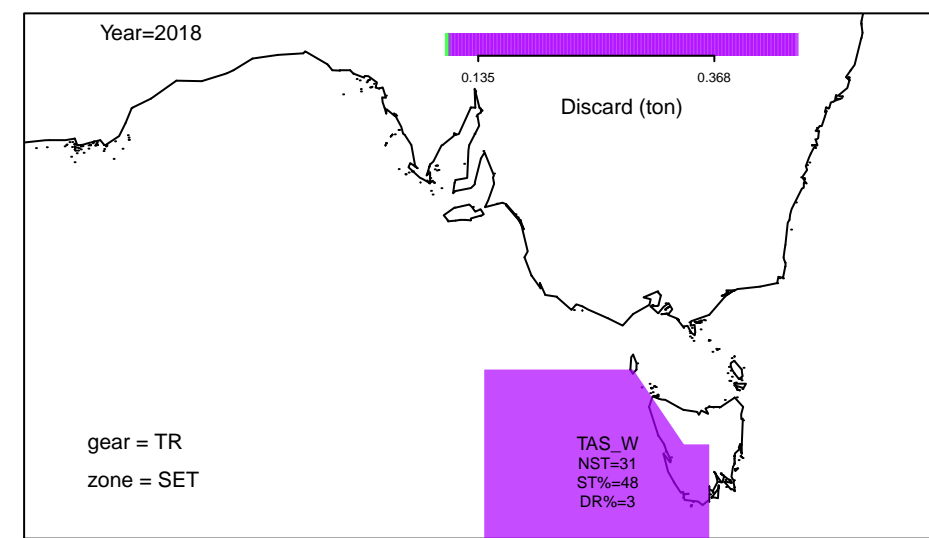 Year=2018
0.135 0.368
Discard (ton)
gear = TR
zone = SET
TAS_W
NST=31
ST%=48
DR%=3